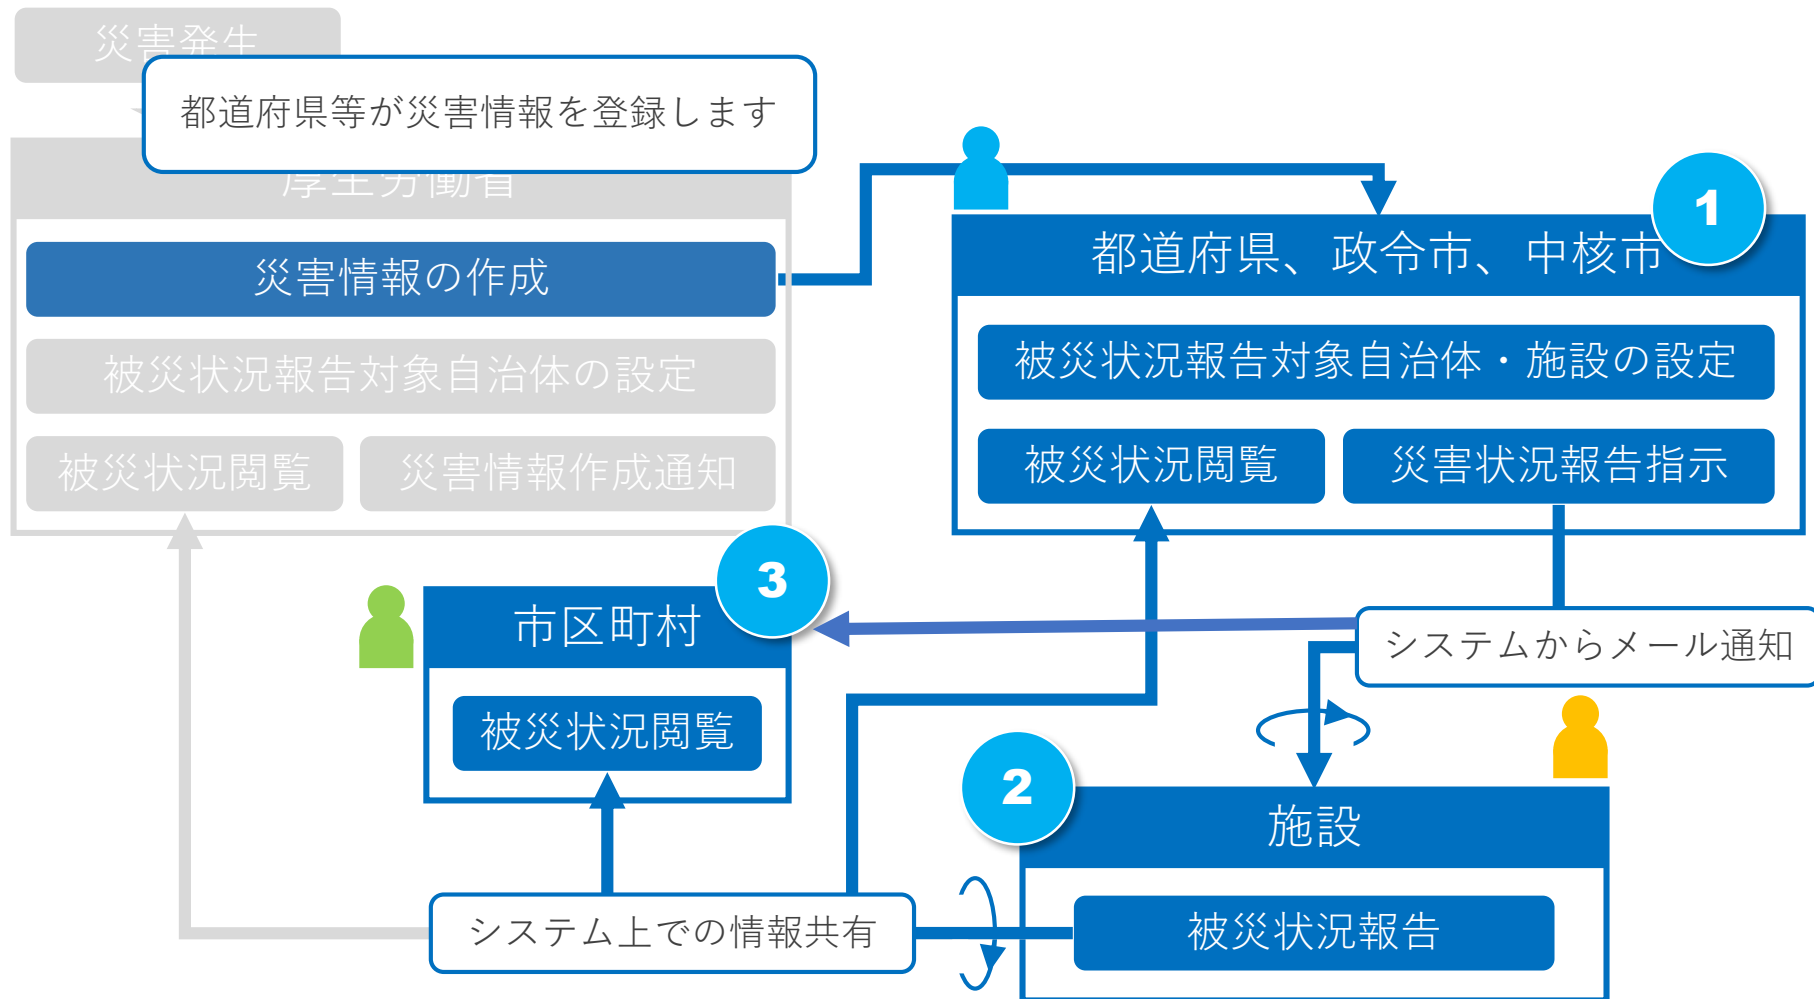 災害発生
都道府県等が災害情報を登録します
厚生労働省
災害情報の作成
被災状況報告対象自治体の設定
被災状況閲覧
災害情報作成通知
1
都道府県、政令市、中核市
被災状況報告対象自治体・施設の設定
被災状況閲覧
災害状況報告指示
システムからメール通知
3
市区町村
被災状況閲覧
2
施設
被災状況報告
システム上での情報共有